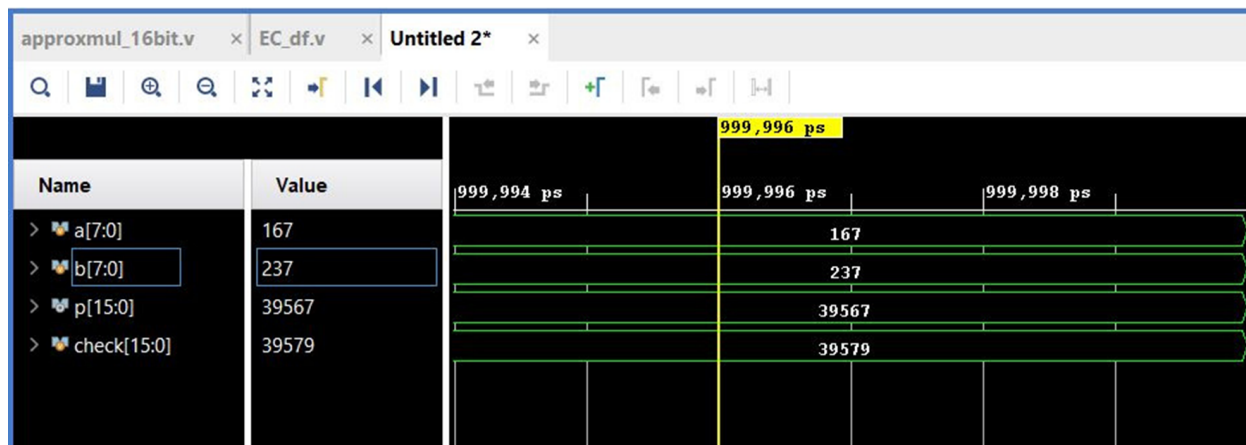 approxmul_16bit.v × EC_df.v × Untitled 2* ×
999,996 ps
Name Value 999,994 ps 999,996 ps 999,998 ps
a[7:0] 167 167
b[7:0] 237 237
p[15:0] 39567 39567
check[15:0] 39579 39579